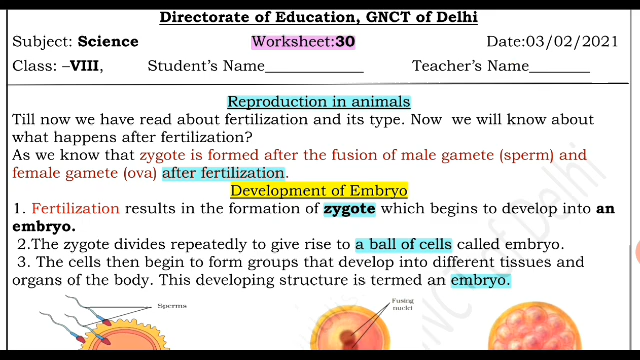 Directorate of Education, GNCT of Delhi
Subject: Science Worksheet:30 Date:03/02/2021
Class: –VIII, Student's Name____________ Teacher's Name_______
Reproduction in animals
Till now we have read about fertilization and its type. Now we will know about
what happens after fertilization?
As we know that zygote is formed after the fusion of male gamete (sperm) and
female gamete (ova) after fertilization.
Development of Embryo
1. Fertilization results in the formation of zygote which begins to develop into an
embryo.
2.The zygote divides repeatedly to give rise to a ball of cells called embryo.
3. The cells then begin to form groups that develop into different tissues and
organs of the body. This developing structure is termed an embryo.
Sperms
Fusing
nuclei